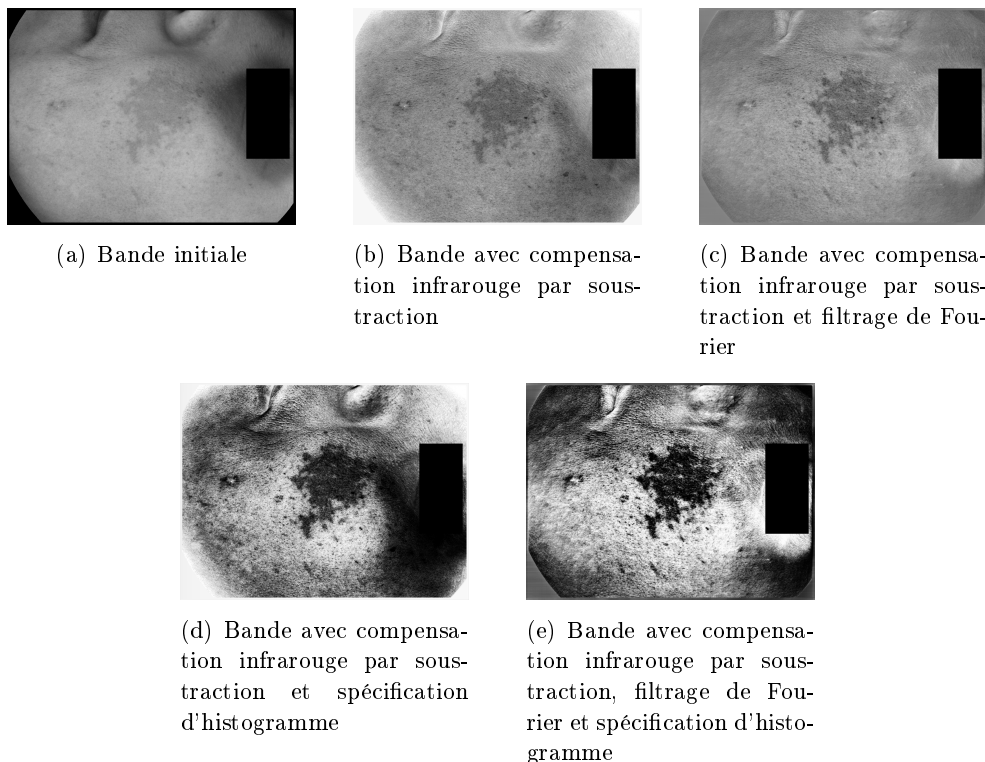 (a) Bande initiale
(b) Bande avec compensa-
tion infrarouge par sous-
traction
(c) Bande avec compensa-
tion infrarouge par sous-
traction et filtrage de Fou-
rier
(d) Bande avec compensa-
tion infrarouge par sous-
traction et spécification
d'histogramme
(e) Bande avec compensa-
tion infrarouge par sous-
traction, filtrage de Fou-
rier et spécification d'histo-
gramme